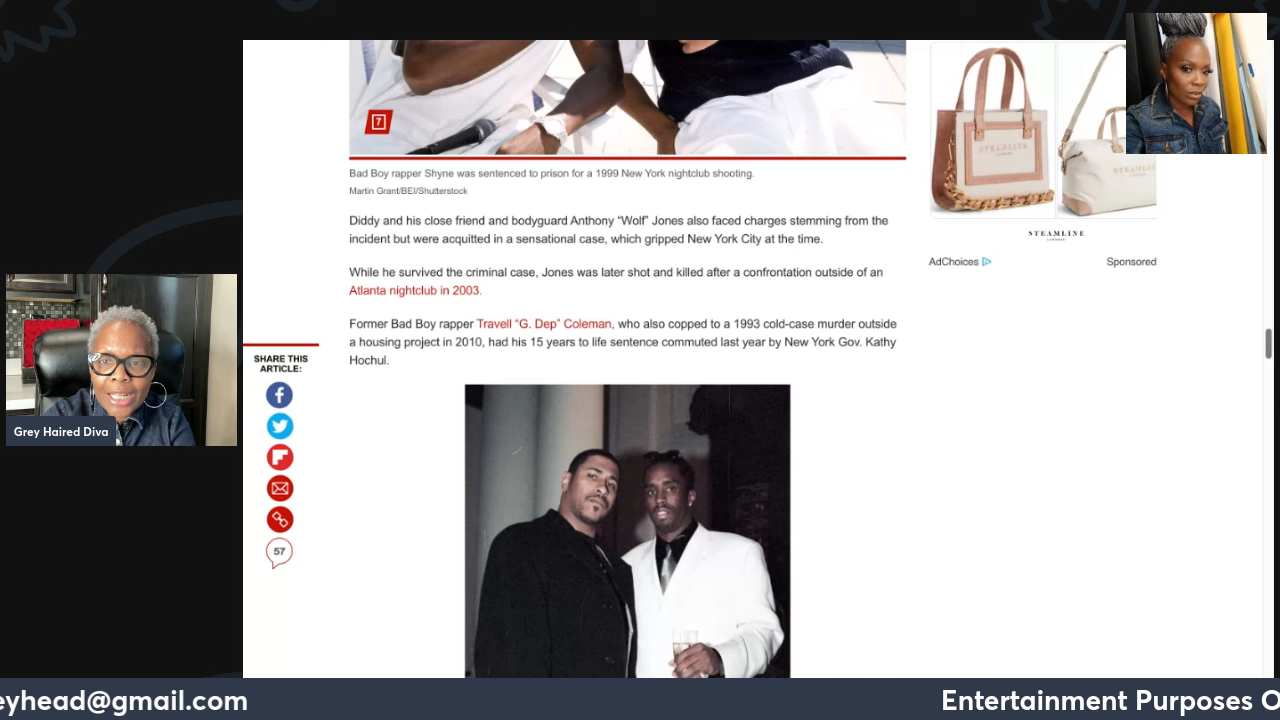 7
Bad Boy rapper Shyne was sentenced to prison for a 1999 New York nightclub shooting.
Martin Grant/BEI/Shutterstock
Diddy and his close friend and bodyguard Anthony “Wolf” Jones also faced charges stemming from the
incident but were acquitted in a sensational case, which gripped New York City at the time.
While he survived the criminal case, Jones was later shot and killed after a confrontation outside of an
Atlanta nightclub in 2003.
Former Bad Boy rapper Travell “G. Dep” Coleman, who also copped to a 1993 cold-case murder outside
a housing project in 2010, had his 15 years to life sentence commuted last year by New York Gov. Kathy
Hochul.
STEAMLINE
STEAMLINE
LONDON
AdChoices
Sponsored
SHARE THIS
ARTICLE:
57
Grey Haired Diva
eyhead@gmail.com
Entertainment Purposes O